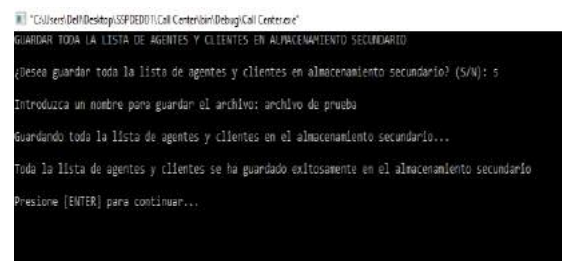 "C:\Users\Dell\Desktop\SSPDEDD1\Call Center\bin\Debug\Call Center.exe"
GUARDAR TODA LA LISTA DE AGENTES Y CLIENTES EN ALMACENAMIENTO SECUNDARIO
¿Desea guardar toda la lista de agentes y clientes en almacenamiento secundario? (S/N): s
Introduzca un nombre para guardar el archivo: archivo de prueba
Guardando toda la lista de agentes y clientes en el almacenamiento secundario...
Toda la lista de agentes y clientes se ha guardado exitosamente en el almacenamiento secundario
Presione [ENTER] para continuar...